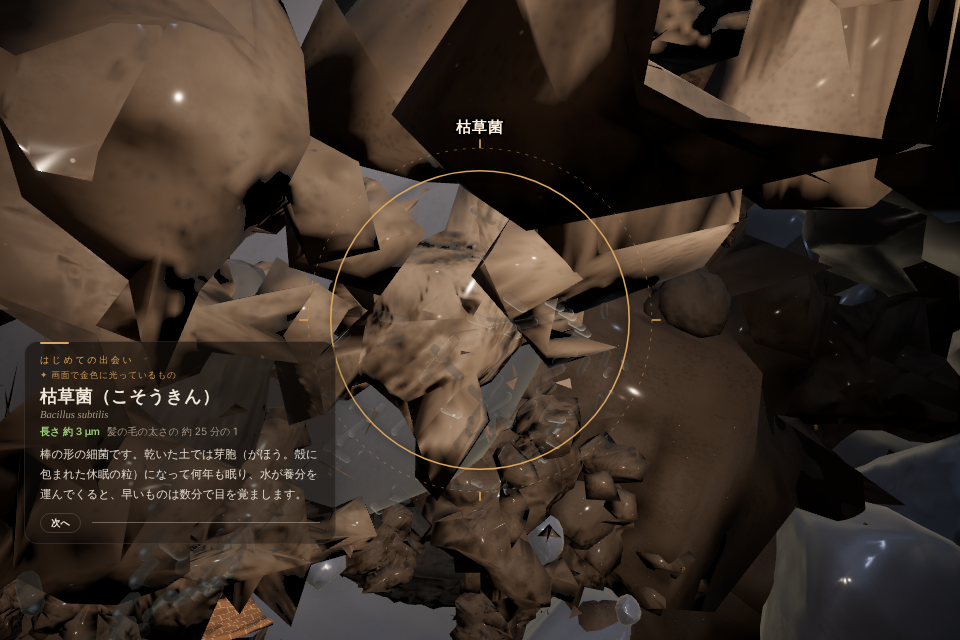 枯草菌
はじめての出会い
✦ 画面で金色に光っているもの
枯草菌（こそうきん）
Bacillus subtilis
長さ 約 3 µm 髪の毛の太さの 約 25 分の 1
棒の形の細菌です。乾いた土では芽胞（がほう。殻に
包まれた休眠の粒）になって何年も眠り、水が養分を
運んでくると、早いものは数分で目を覚まします。
次へ